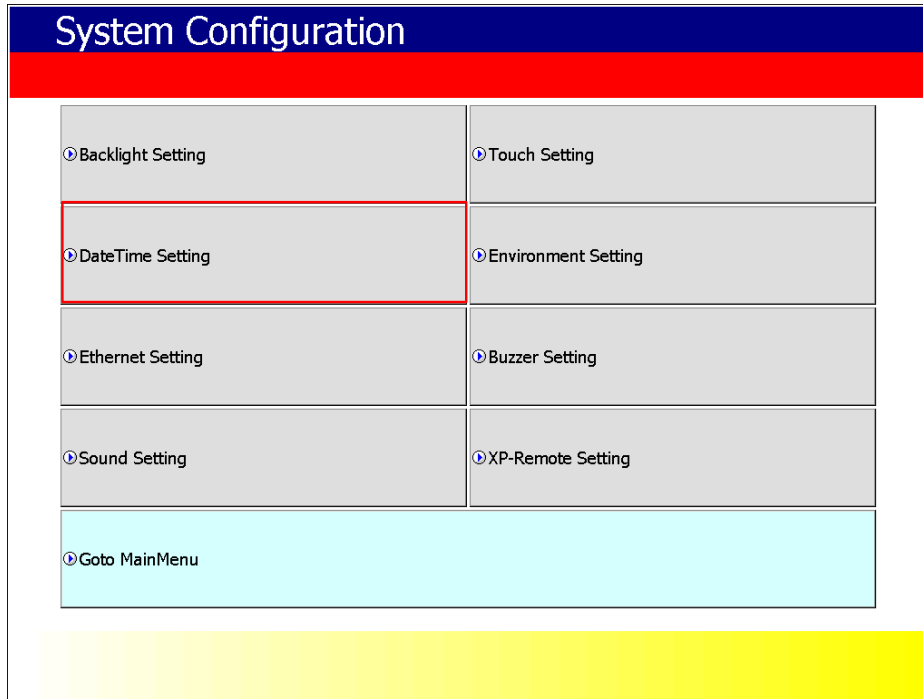 System Configuration
Backlight Setting
Touch Setting
DateTime Setting
Environment Setting
Ethernet Setting
Buzzer Setting
Sound Setting
XP-Remote Setting
Goto MainMenu